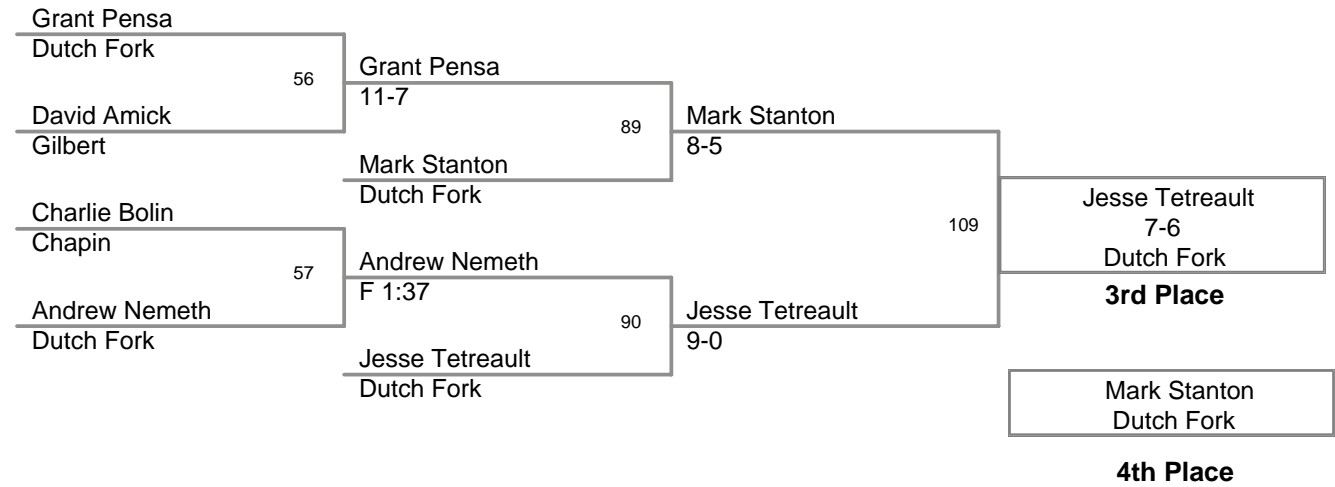 Grant Pensa
Dutch Fork
56
David Amick
Gilbert
Charlie Bolin
Chapin
57
Andrew Nemeth
Dutch Fork
Grant Pensa
11-7
89
Mark Stanton
Dutch Fork
Andrew Nemeth
F 1:37
90
Jesse Tetreault
Dutch Fork
Mark Stanton
8-5
109
Jesse Tetreault
9-0
Jesse Tetreault
7-6
Dutch Fork
3rd Place
Mark Stanton
Dutch Fork
4th Place